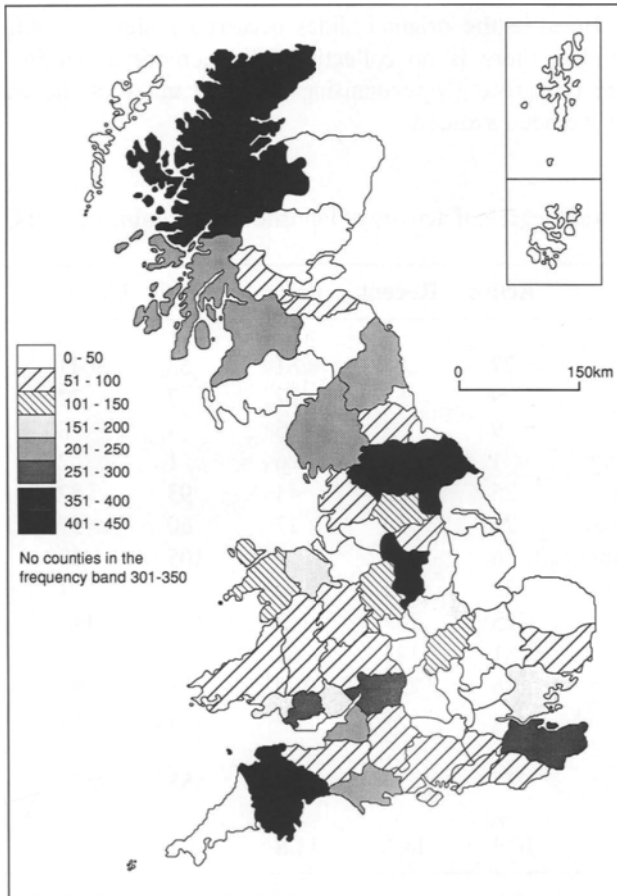 0 - 50
51 - 100
101 - 150
151 - 200
201 - 250
251 - 300
351 - 400
401 - 450
No counties in the
frequency band 301-350
0 150km